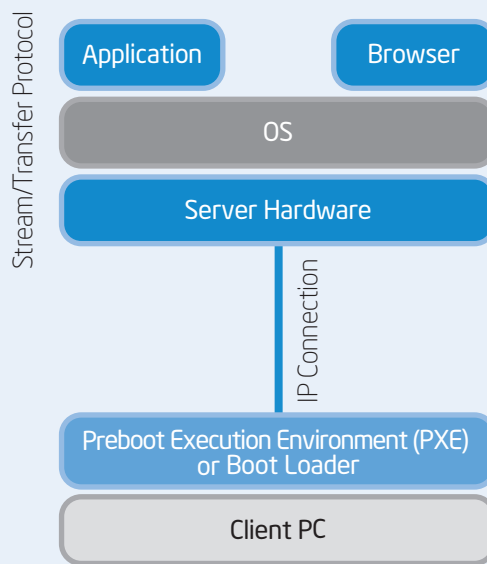 Stream/Transfer Protocol
Application
Browser
OS
Server Hardware
IP Connection
Preboot Execution Environment (PXE)
or Boot Loader
Client PC